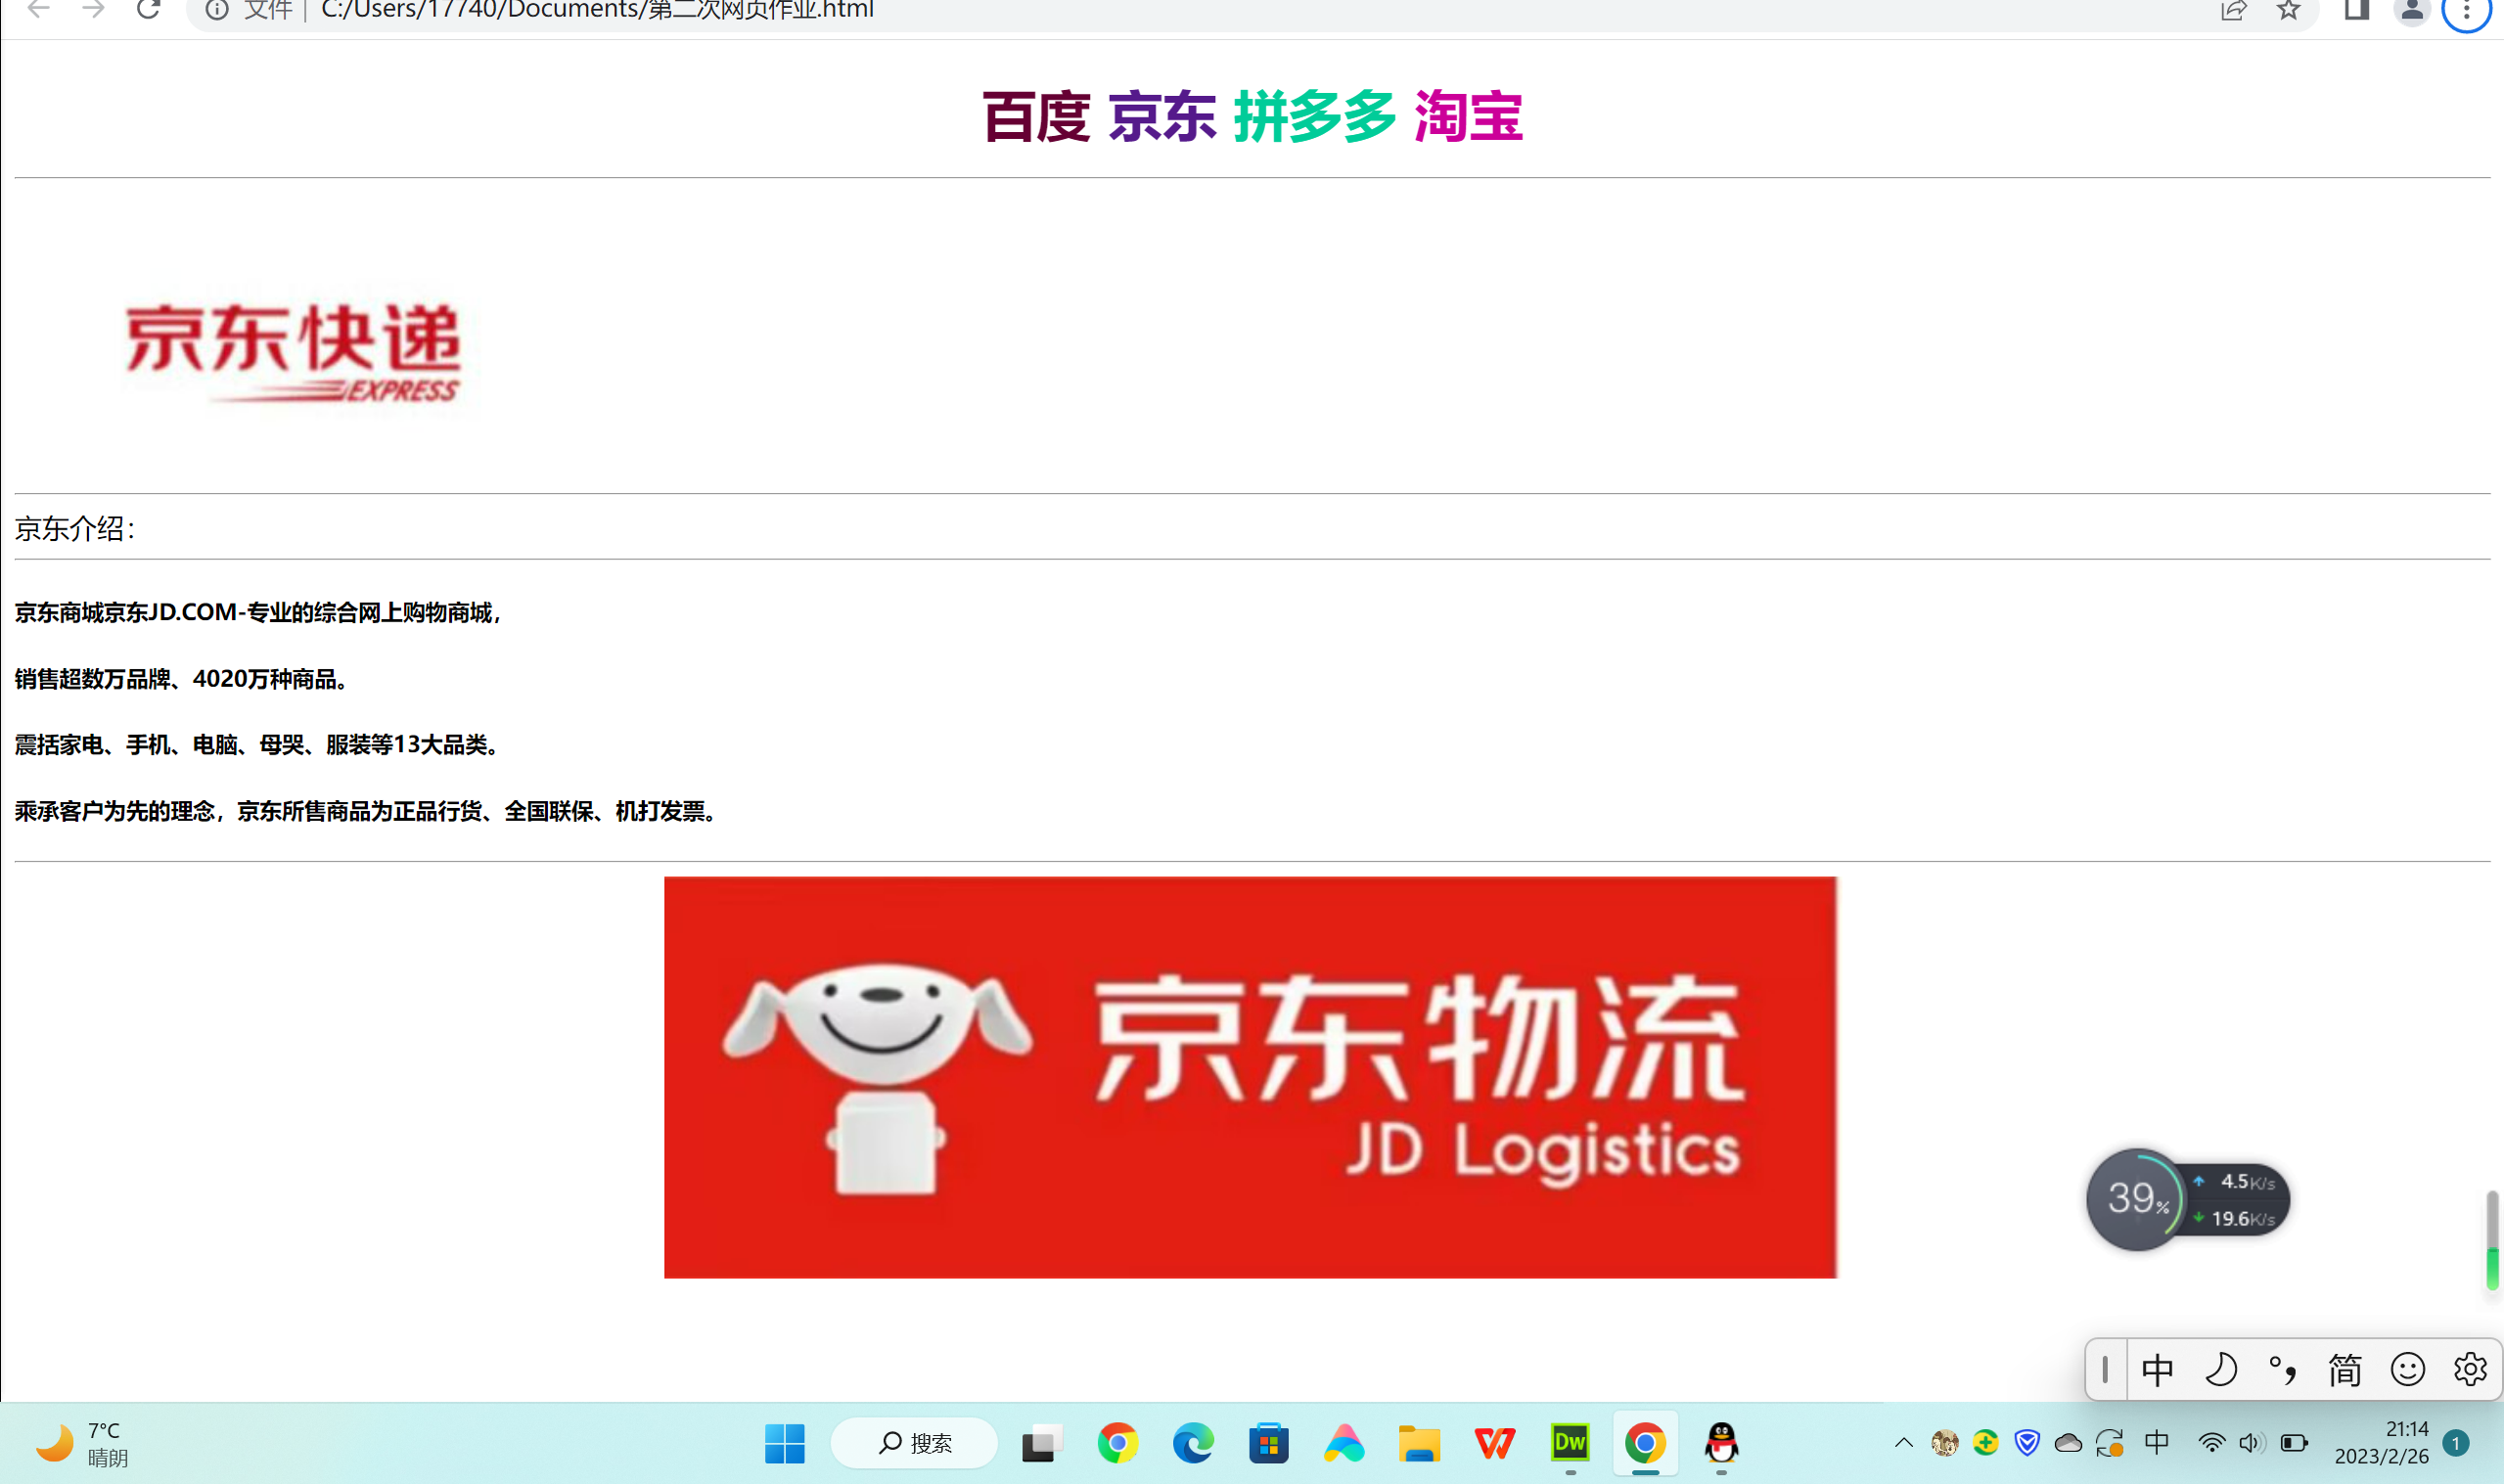 文件 C:/Users/17740/Documents/第二次网页作业.html
百度 京东 拼多多 淘宝
京东快递
EXPRESS
京东介绍：
京东商城京东JD.COM-专业的综合网上购物商城，
销售超数万品牌、4020万种商品。
震括家电、手机、电脑、母哭、服装等13大品类。
乘承客户为先的理念，京东所售商品为正品行货、全国联保、机打发票。
京东物流
JD Logistics
39%
4.5K/s
19.6K/s
中 简
7°C
晴朗
搜索
Dw
中
21:14
2023/2/26
1